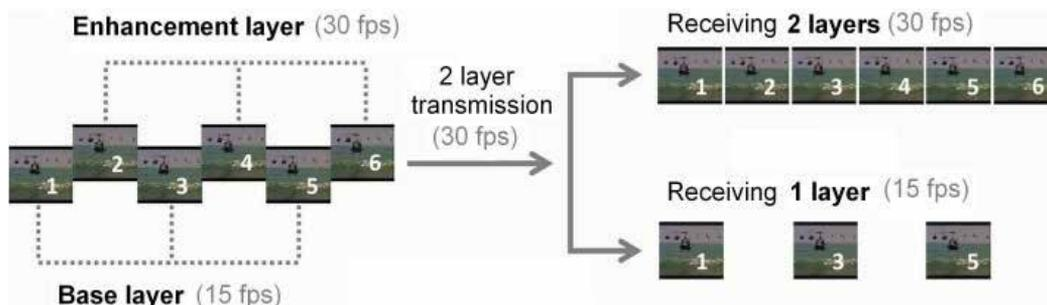 Enhancement layer (30 fps)
2 4 6
1 3 5
Base layer (15 fps)
2 layer
transmission
(30 fps)
Receiving 2 layers (30 fps)
1 2 3 4 5 6
Receiving 1 layer (15 fps)
1 3 5